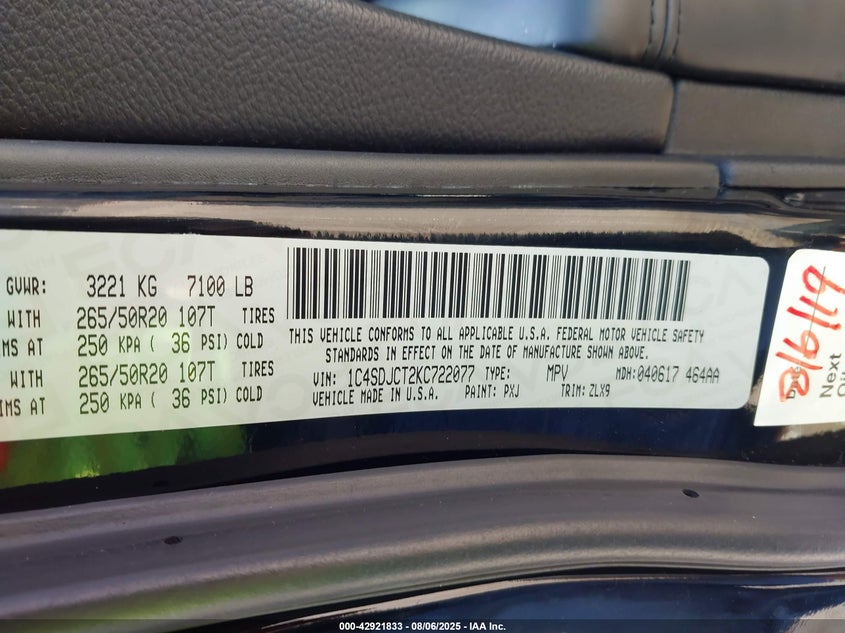 GVWR: 3221 KG 7100 LB
WITH 265/50R20 107T TIRES
MS AT 250 KPA ( 36 PSI) COLD
WITH 265/50R20 107T TIRES
IMS AT 250 KPA ( 36 PSI) COLD
THIS VEHICLE CONFORMS TO ALL APPLICABLE U.S.A. FEDERAL MOTOR VEHICLE SAFETY
STANDARDS IN EFFECT ON THE DATE OF MANUFACTURE SHOWN ABOVE.
VIN: 1C4SDJCT2KC722077 TYPE: MPV MDH: 040617 464AA
VEHICLE MADE IN U.S.A. PAINT: PXJ TRIM: ZLX9
Date
Next
000-42921833 - 08/06/2025 - IAA Inc.